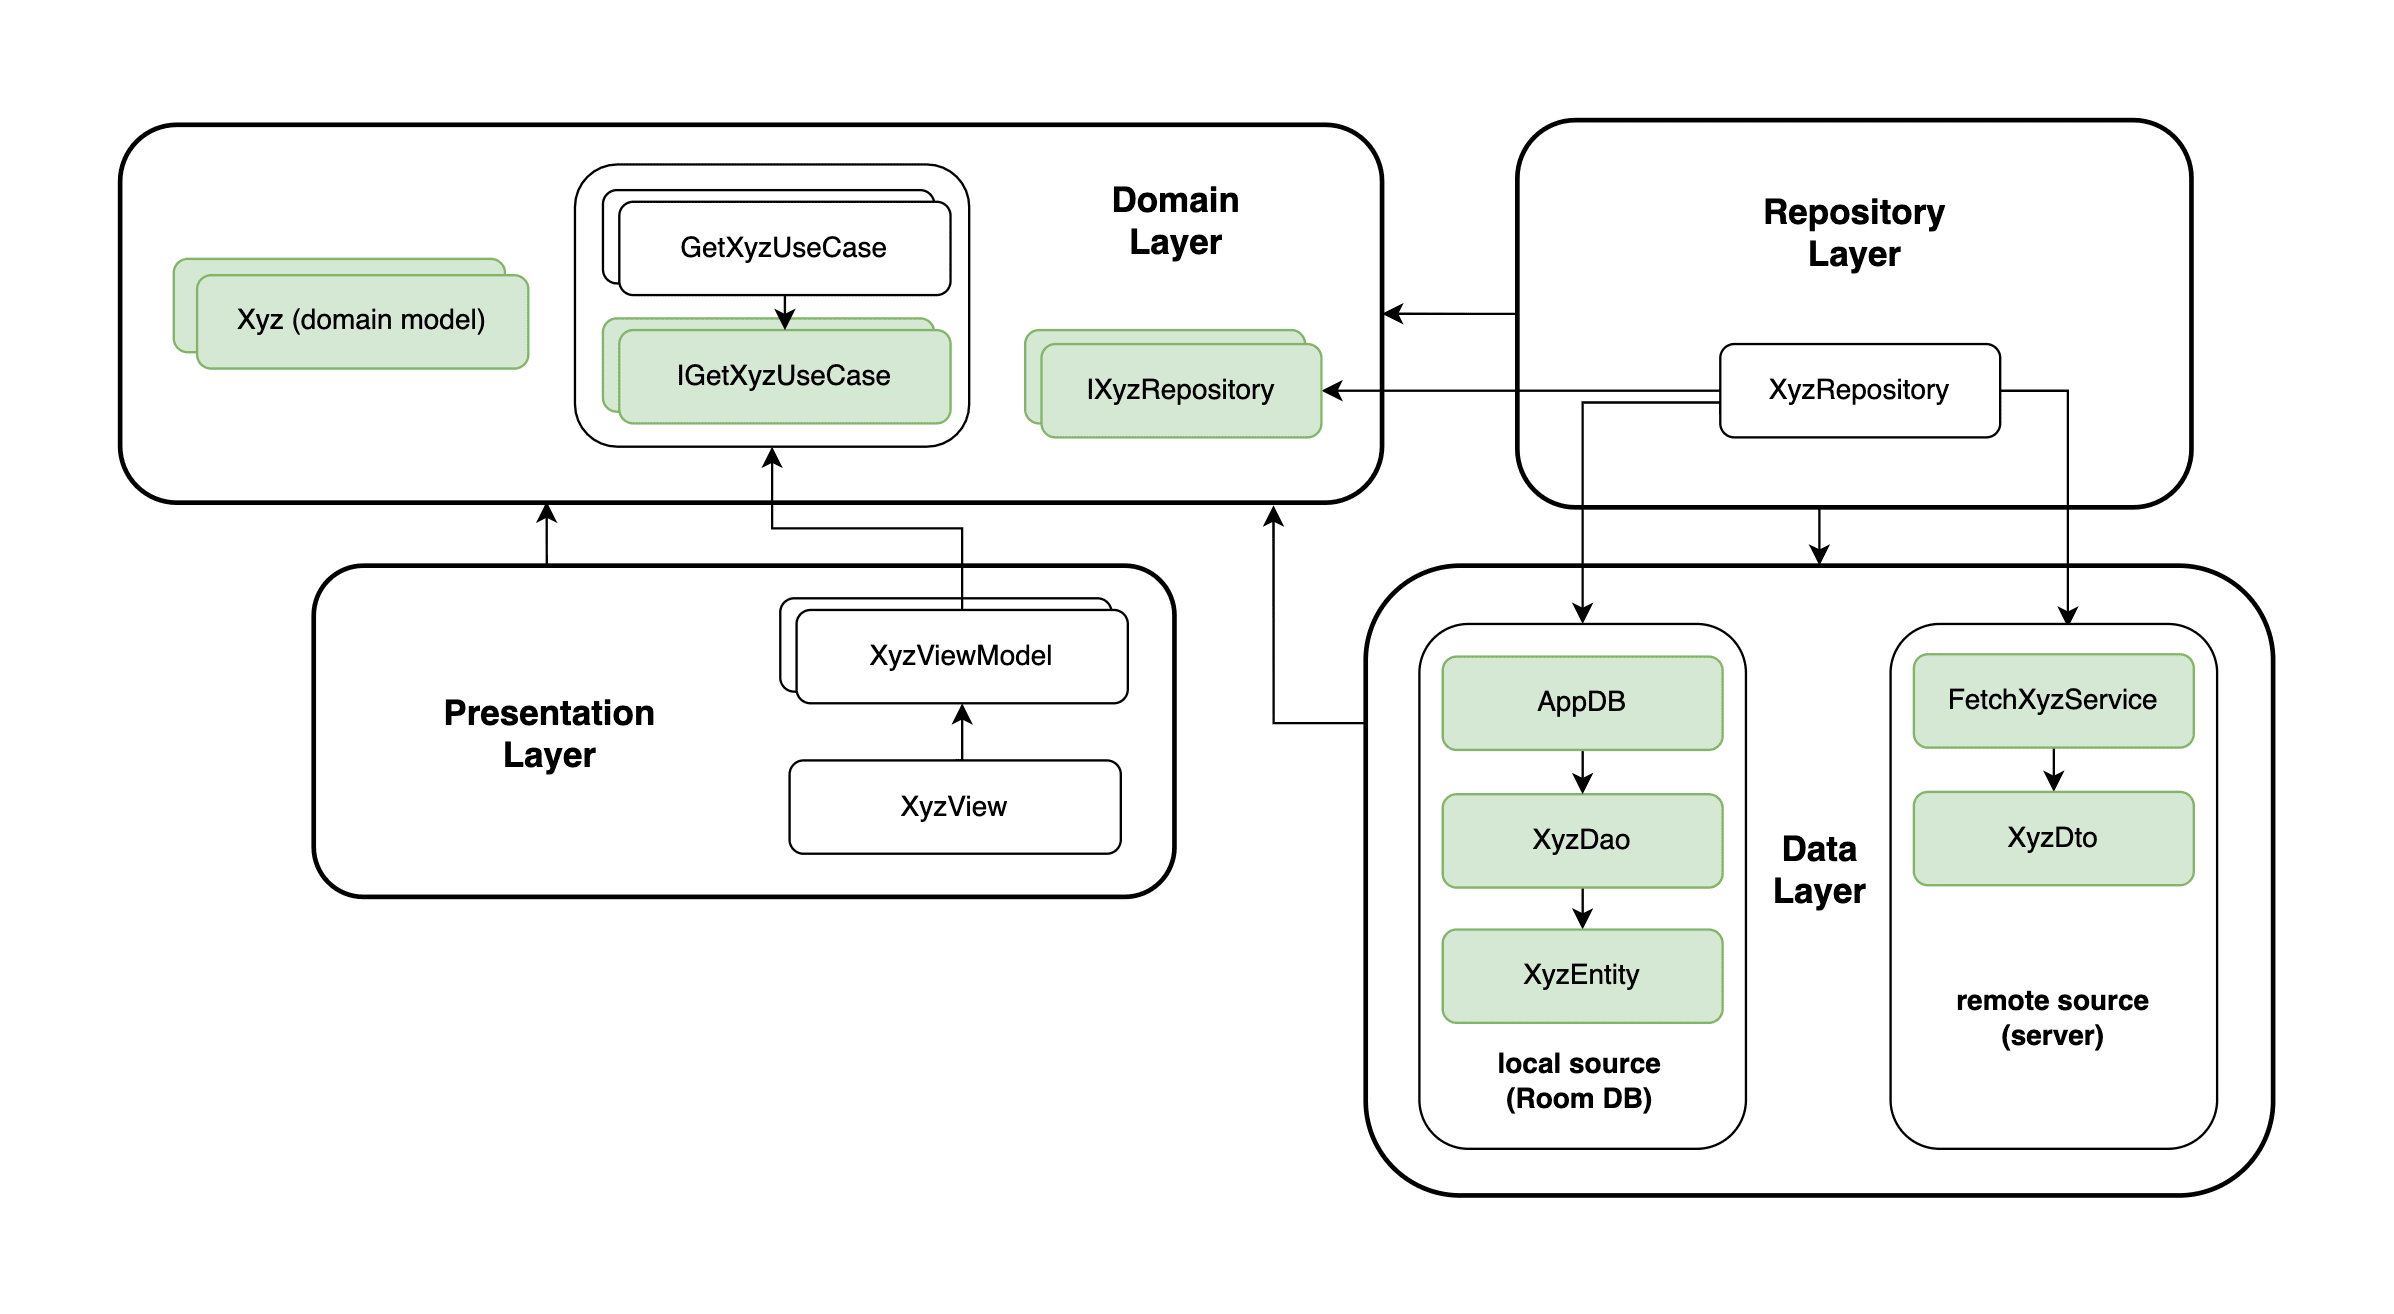 Domain
Layer
GetXyzUseCase
Xyz (domain model)
IGetXyzUseCase
IXyzRepository
Repository
Layer
XyzRepository
Presentation
Layer
XyzViewModel
XyzView
AppDB
XyzDao
XyzEntity
local source
(Room DB)
Data
Layer
FetchXyzService
XyzDto
remote source
(server)